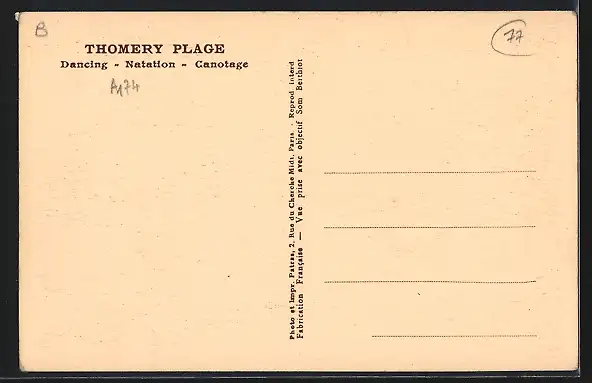 B
77
THOMERY PLAGE
Dancing - Natation - Canotage
A174
Photo et Impr. Patras, 2, Rue du Cherche Midi, Paris. - Reprod interd
Fabrication Française — Vue prise avec objectif Som Berthiot